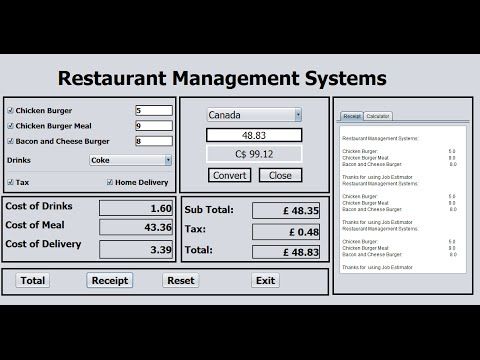 Restaurant Management Systems
Chicken Burger 5
Chicken Burger Meal 9
Bacon and Cheese Burger 8
Drinks Coke
Tax Home Delivery
Canada
48.83
C$ 99.12
Convert Close
Cost of Drinks 1.60
Cost of Meal 43.36
Cost of Delivery 3.39
Sub Total: £ 48.35
Tax: £ 0.48
Total: £ 48.83
Total Receipt Reset Exit
Receipt Calculator
Restaurant Management Systems:
Chicken Burger: 5.0
Chicken Burger Meal: 9.0
Bacon and Cheese Burger: 8.0
Thanks for using Job Estimator
Restaurant Management Systems:
Chicken Burger: 5.0
Chicken Burger Meal: 9.0
Bacon and Cheese Burger: 8.0
Thanks for using Job Estimator
Restaurant Management Systems:
Chicken Burger: 5.0
Chicken Burger Meal: 9.0
Bacon and Cheese Burger: 8.0
Thanks for using Job Estimator